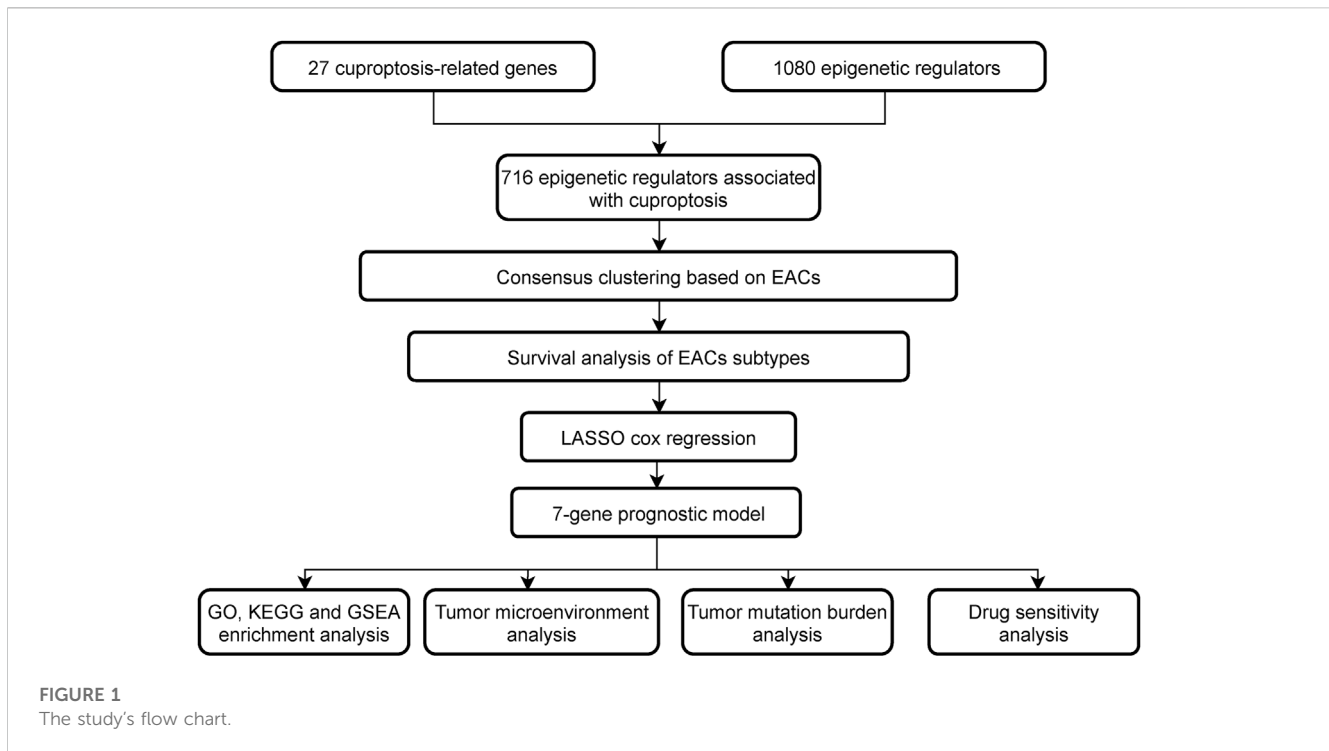 27 cuproptosis-related genes
1080 epigenetic regulators
716 epigenetic regulators associated
with cuproptosis
Consensus clustering based on EACs
Survival analysis of EACs subtypes
LASSO cox regression
7-gene prognostic model
GO, KEGG and GSEA
enrichment analysis
Tumor microenvironment
analysis
Tumor mutation burden
analysis
Drug sensitivity
analysis
FIGURE 1
The study's flow chart.